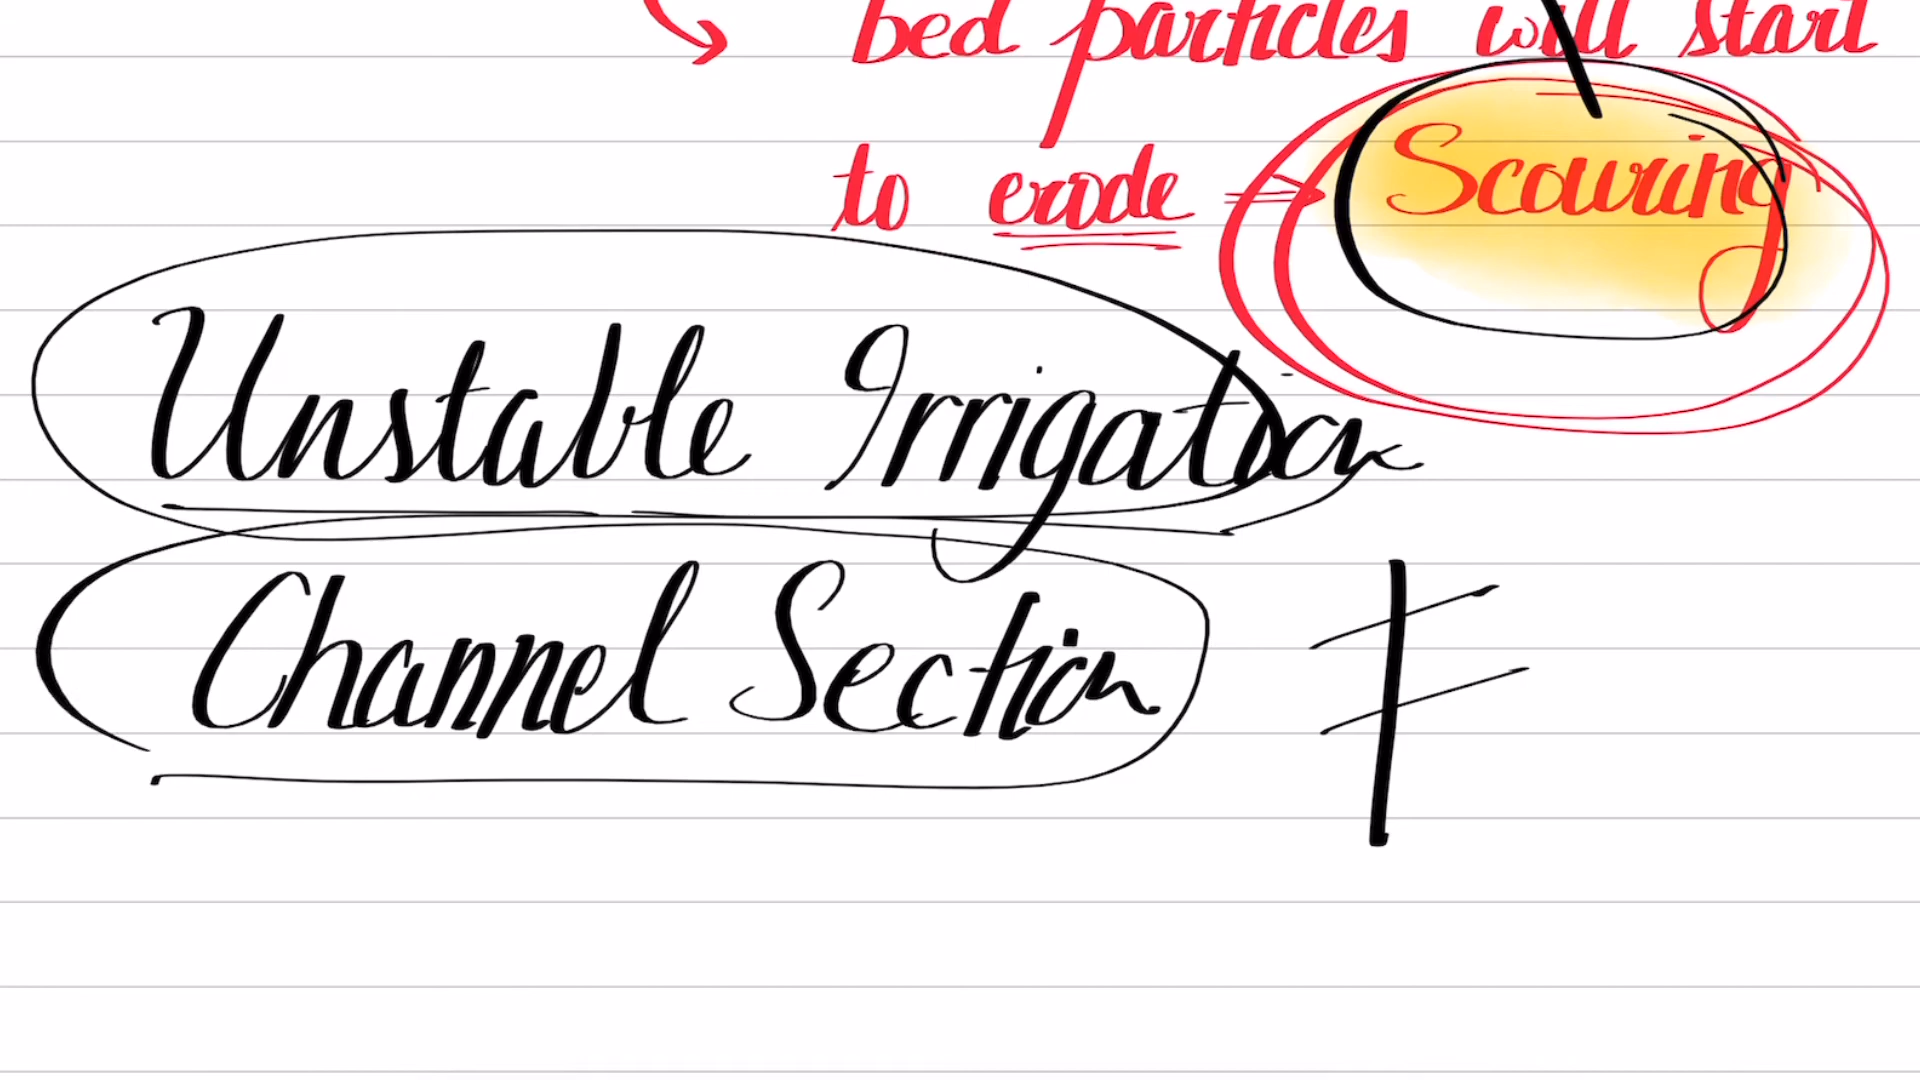 bed particles will start
to erode ⇒ Scouring
Unstable Irrigation
Channel Section ≠